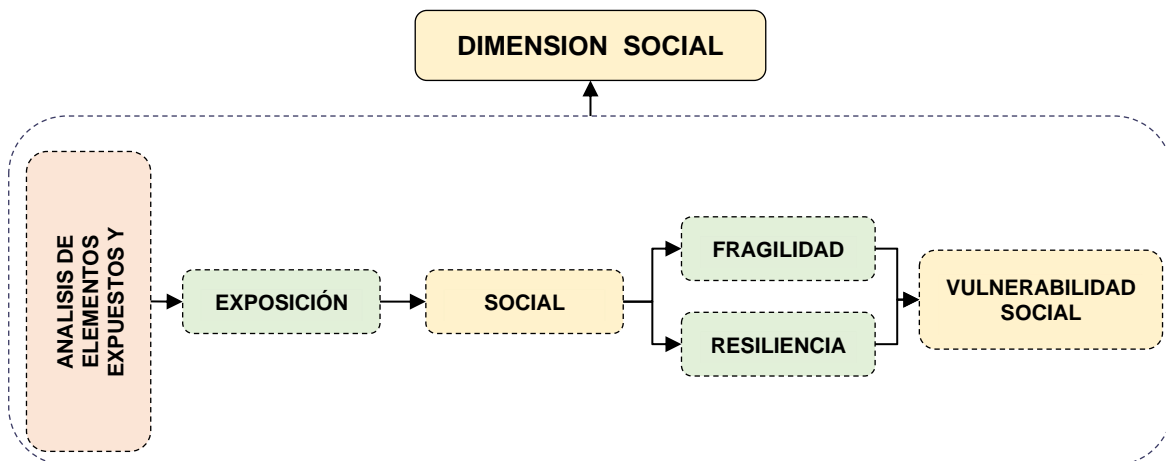 DIMENSION SOCIAL
ANALISIS DE
ELEMENTOS
EXPUESTOS Y
EXPOSICIÓN
SOCIAL
FRAGILIDAD
RESILIENCIA
VULNERABILIDAD
SOCIAL